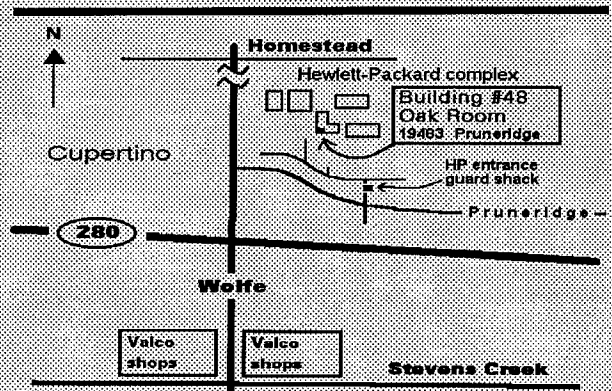 N
Homestead
Hewlett-Packard complex
Building #48
Oak Room
19483 Pruneridge
Cupertino
HP entrance
guard shack
Pruneridge
280
Wolfe
Valco
shops
Valco
shops
Stevens Creek